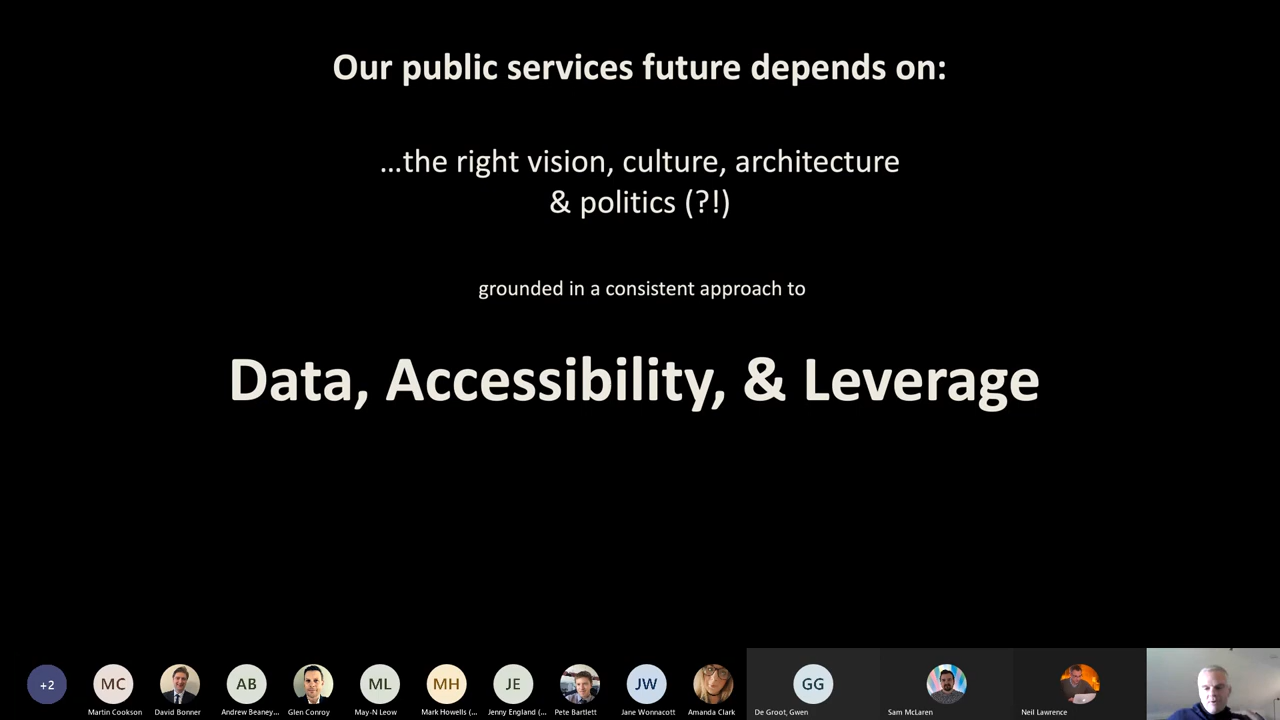 Our public services future depends on:
...the right vision, culture, architecture
& politics (?!)
grounded in a consistent approach to
Data, Accessibility, & Leverage
+2
MC
AB
ML
MH
JE
JW
GG
Martin Cookson
David Bonner
Andrew Beaney...
Glen Conroy
May-N Leow
Mark Howells (...
Jenny England (...
Pete Bartlett
Jane Wonnacott
Amanda Clark
De Groot, Gwen
Sam McLaren
Neil Lawrence